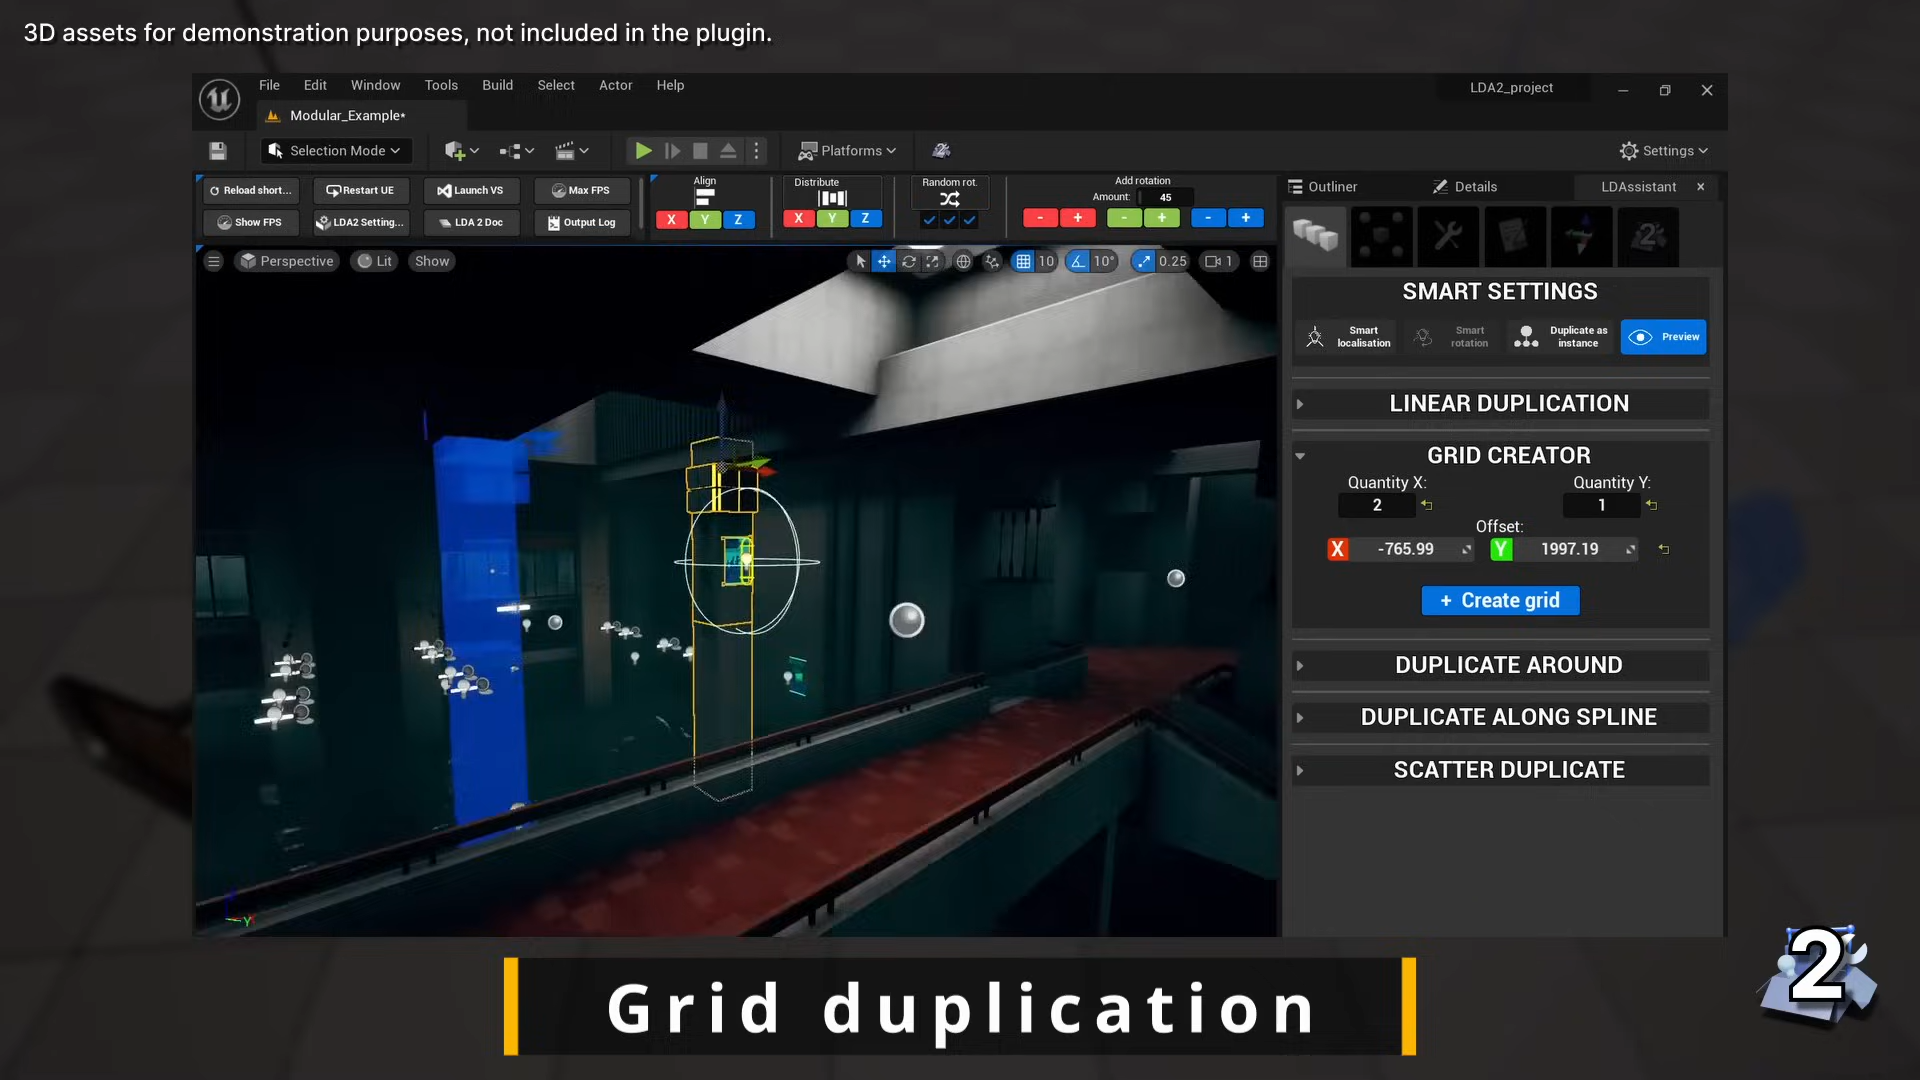 3D assets for demonstration purposes, not included in the plugin.
File Edit Window Tools Build Select Actor Help
LDA2_project
Modular_Example*
Selection Mode
Platforms
Settings
Reload short... Restart UE Launch VS Max FPS
Show FPS LDA2 Setting... LDA 2 Doc Output Log
Align
X Y Z
Distribute
X Y Z
Random rot.
Add rotation
Amount: 45
- + - + - +
Outliner Details LDAssistant
Perspective Lit Show
10 10° 0.25 1
SMART SETTINGS
Smart localisation
Smart rotation
Duplicate as instance
Preview
LINEAR DUPLICATION
GRID CREATOR
Quantity X: Quantity Y:
2 1
Offset:
X -765.99 Y 1997.19
+ Create grid
DUPLICATE AROUND
DUPLICATE ALONG SPLINE
SCATTER DUPLICATE
Y
Grid duplication
2